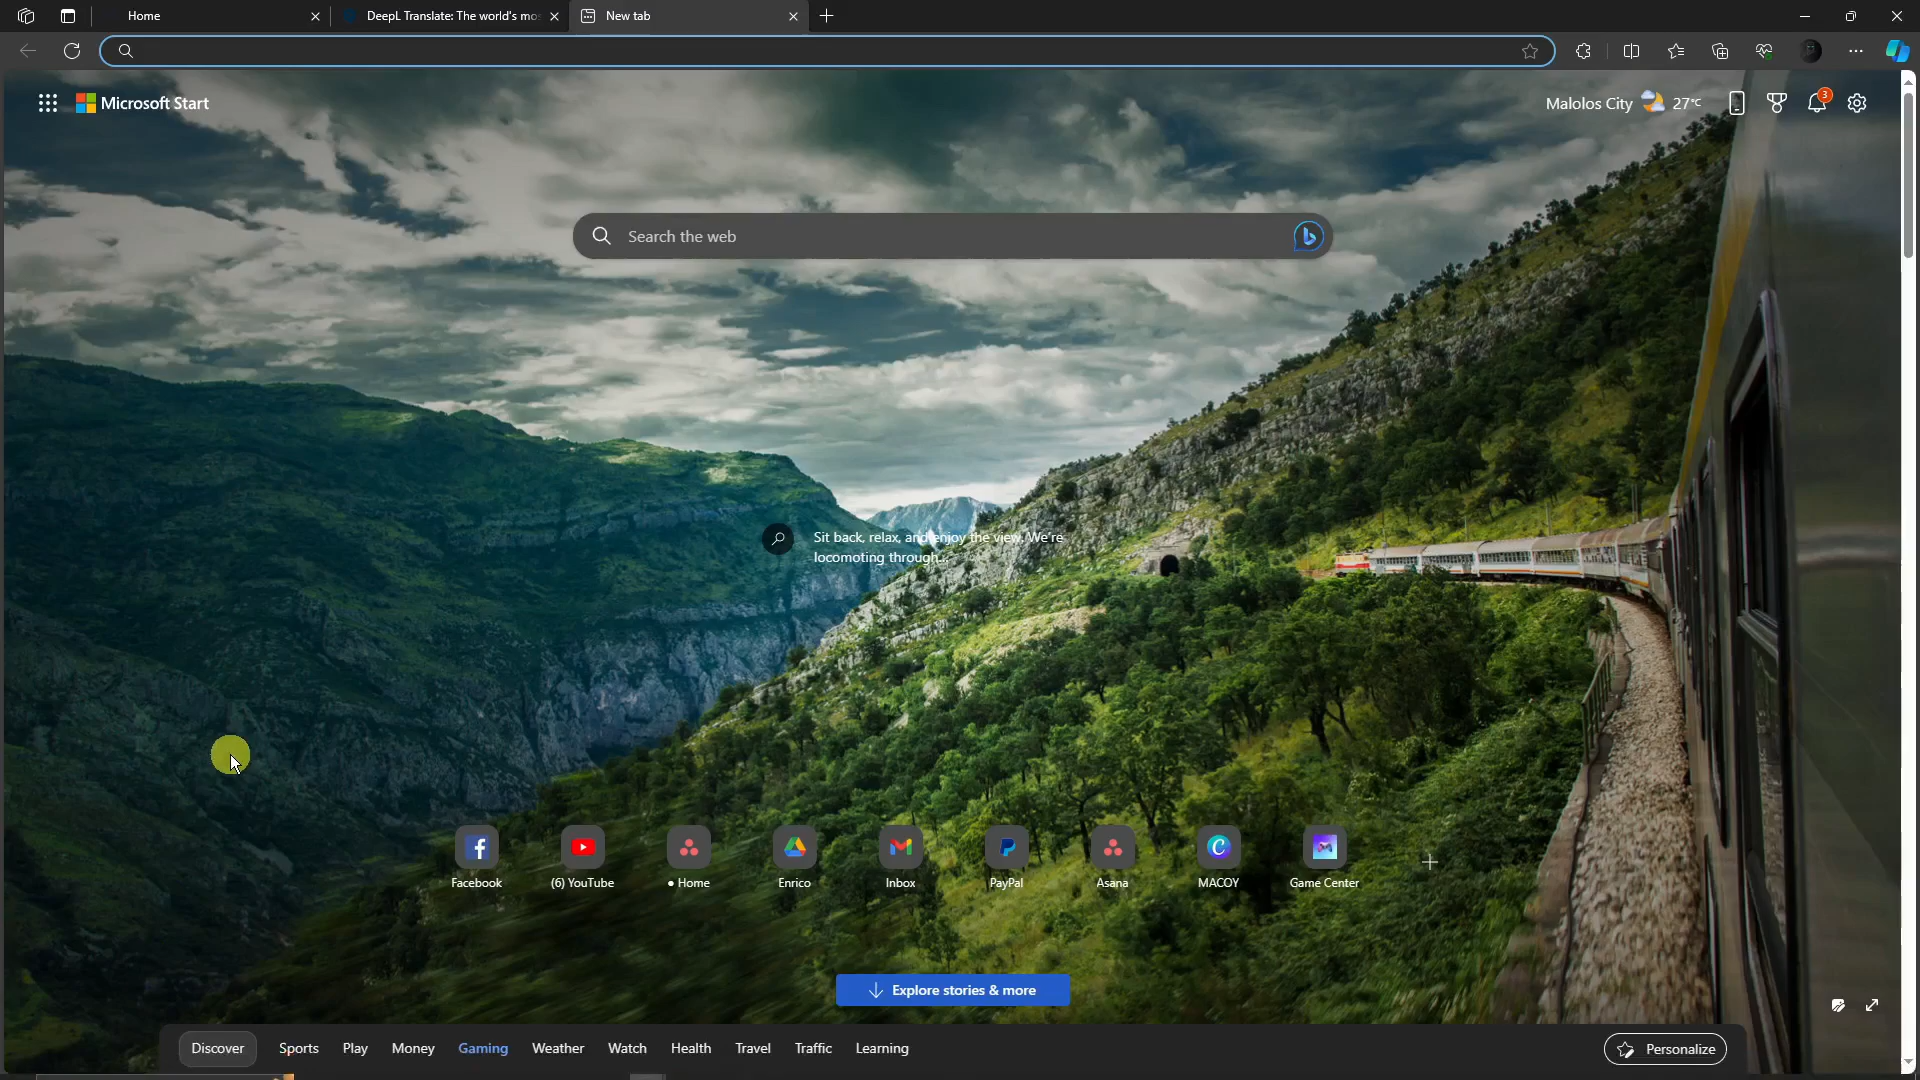 Home
DeepL Translate: The world's mos
New tab
Microsoft Start
Malolos City 27°C
3
Search the web
Sit back, relax, and enjoy the view. We're
locomoting through...
Facebook
(6) YouTube
• Home
Enrico
Inbox
PayPal
Asana
MACOY
Game Center
Explore stories & more
Discover Sports Play Money Gaming Weather Watch Health Travel Traffic Learning
Personalize